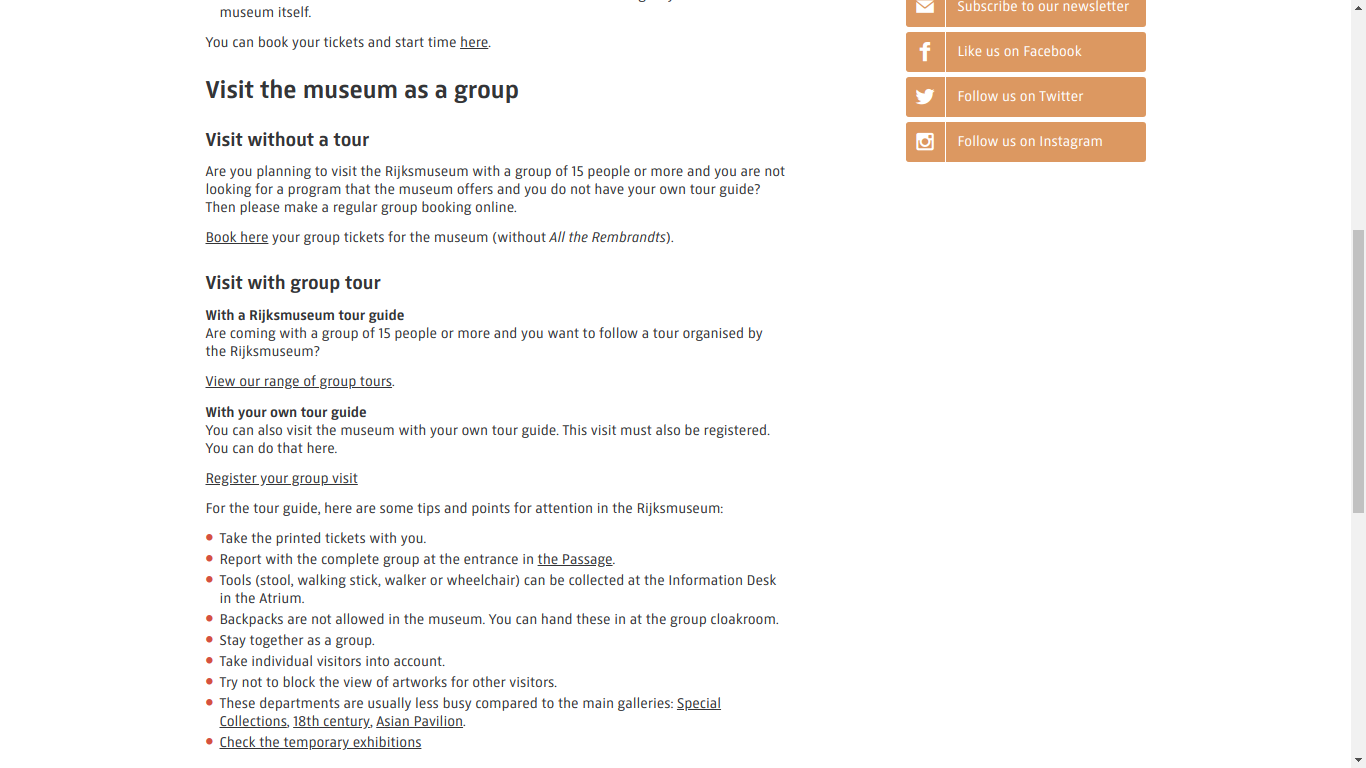 museum itself.
You can book your tickets and start time here.
Visit the museum as a group
Visit without a tour
Are you planning to visit the Rijksmuseum with a group of 15 people or more and you are not
looking for a program that the museum offers and you do not have your own tour guide?
Then please make a regular group booking online.
Book here your group tickets for the museum (without All the Rembrandts).
Visit with group tour
With a Rijksmuseum tour guide
Are coming with a group of 15 people or more and you want to follow a tour organised by
the Rijksmuseum?
View our range of group tours.
With your own tour guide
You can also visit the museum with your own tour guide. This visit must also be registered.
You can do that here.
Register your group visit
For the tour guide, here are some tips and points for attention in the Rijksmuseum:
Take the printed tickets with you.
Report with the complete group at the entrance in the Passage.
Tools (stool, walking stick, walker or wheelchair) can be collected at the Information Desk
in the Atrium.
Backpacks are not allowed in the museum. You can hand these in at the group cloakroom.
Stay together as a group.
Take individual visitors into account.
Try not to block the view of artworks for other visitors.
These departments are usually less busy compared to the main galleries: Special
Collections, 18th century, Asian Pavilion.
Check the temporary exhibitions
Subscribe to our newsletter
Like us on Facebook
Follow us on Twitter
Follow us on Instagram